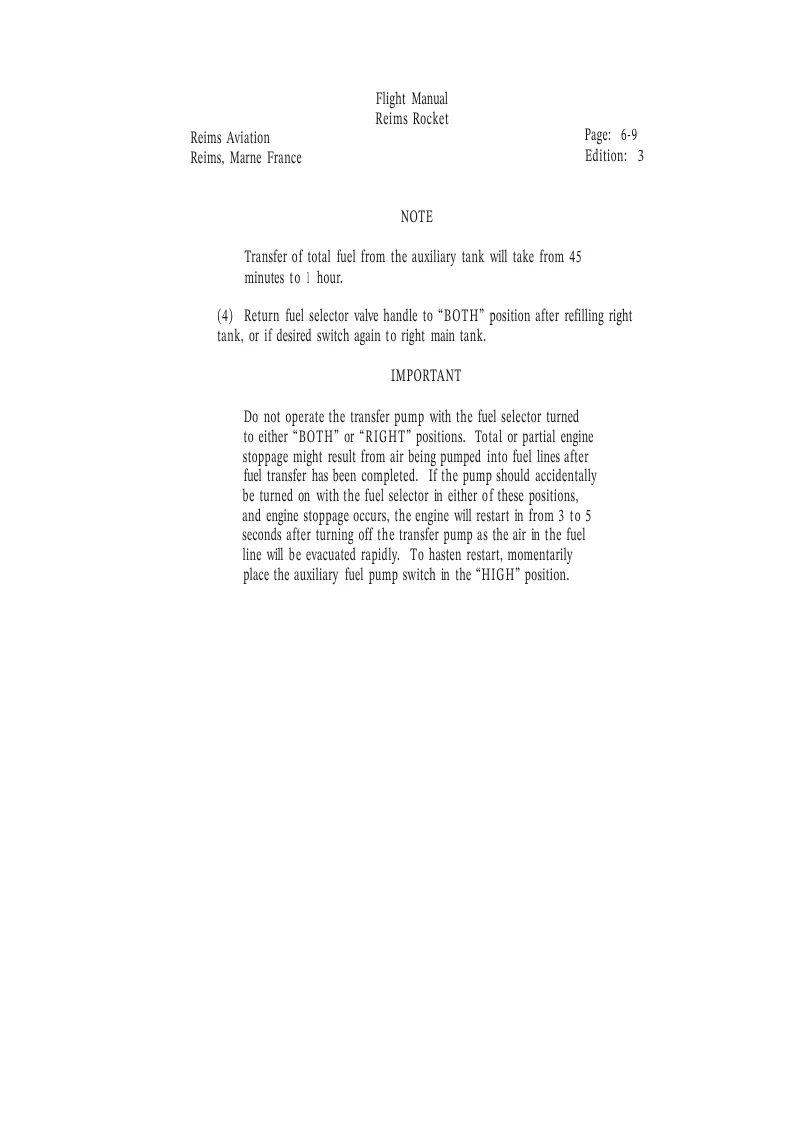 Flight Manual
Reims Rocket
Reims Aviation
Reims, Marne France
Page: 6-9
Edition: 3
NOTE
Transfer of total fuel from the auxiliary tank will take from 45
minutes to 1 hour.
(4) Return fuel selector valve handle to “BOTH” position after refilling right
tank, or if desired switch again to right main tank.
IMPORTANT
Do not operate the transfer pump with the fuel selector turned
to either “BOTH” or “RIGHT” positions. Total or partial engine
stoppage might result from air being pumped into fuel lines after
fuel transfer has been completed. If the pump should accidentally
be turned on with the fuel selector in either of these positions,
and engine stoppage occurs, the engine will restart in from 3 to 5
seconds after turning off the transfer pump as the air in the fuel
line will be evacuated rapidly. To hasten restart, momentarily
place the auxiliary fuel pump switch in the “HIGH” position.